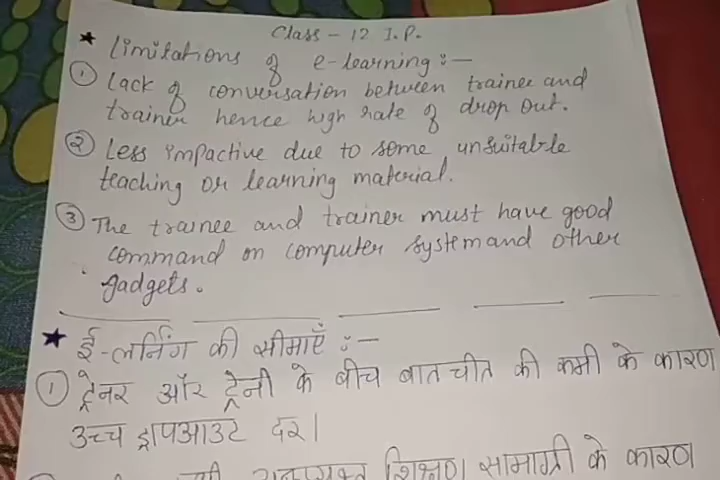 Class - 12 I.P.
★ Limitations of e-learning :-
① Lack of conversation between trainee and
trainer hence high rate of drop out.
② Less impactive due to some unsuitable
teaching or learning material.
③ The trainee and trainer must have good
command on computer system and other
gadgets.
★ ई-लर्निंग की सीमाएँ :-
① ट्रेनर और ट्रेनी के बीच बातचीत की कमी के कारण
उच्च ड्रापआउट दर।
शिक्षण सामाग्री के कारण